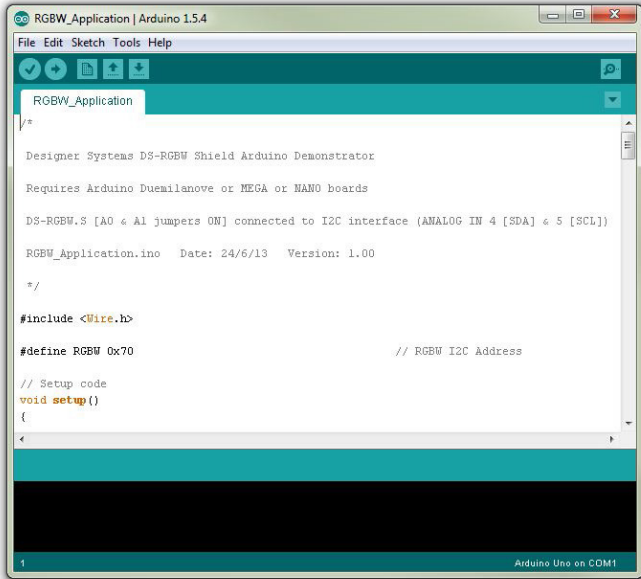 RGBW_Application | Arduino 1.5.4
File Edit Sketch Tools Help
RGBW_Application
/*
Designer Systems DS-RGBW Shield Arduino Demonstrator
Requires Arduino Duemilanove or MEGA or NANO boards
DS-RGBW.S [A0 & A1 jumpers ON] connected to I2C interface (ANALOG IN 4 [SDA] & 5 [SCL])
RGBW_Application.ino Date: 24/6/13 Version: 1.00
*/
#include <Wire.h>
#define RGBW 0x70 // RGBW I2C Address
// Setup code
void setup()
{
1 Arduino Uno on COM1